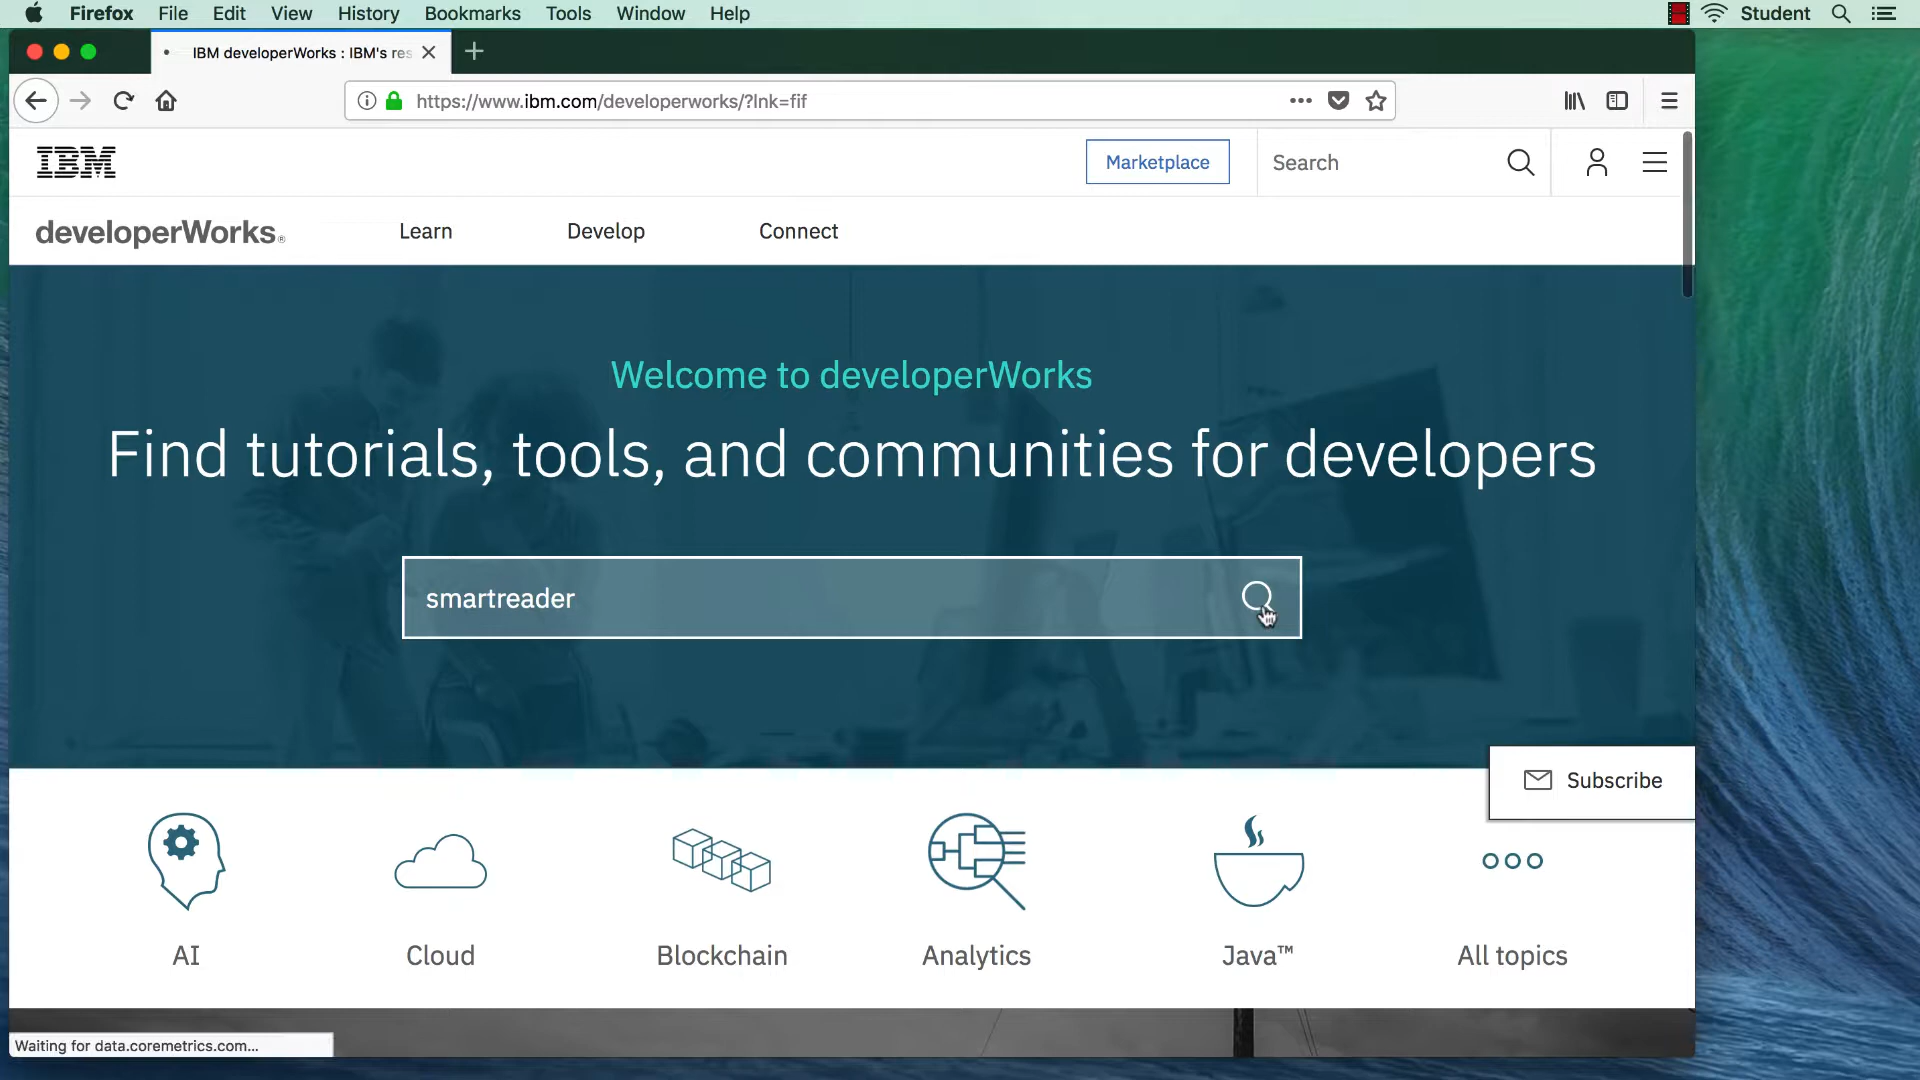 Firefox File Edit View History Bookmarks Tools Window Help Student
IBM developerWorks : IBM's res
https://www.ibm.com/developerworks/?lnk=fif
IBM Marketplace Search
developerWorks® Learn Develop Connect
Welcome to developerWorks
Find tutorials, tools, and communities for developers
smartreader
Subscribe
AI Cloud Blockchain Analytics Java™ All topics
Waiting for data.coremetrics.com...